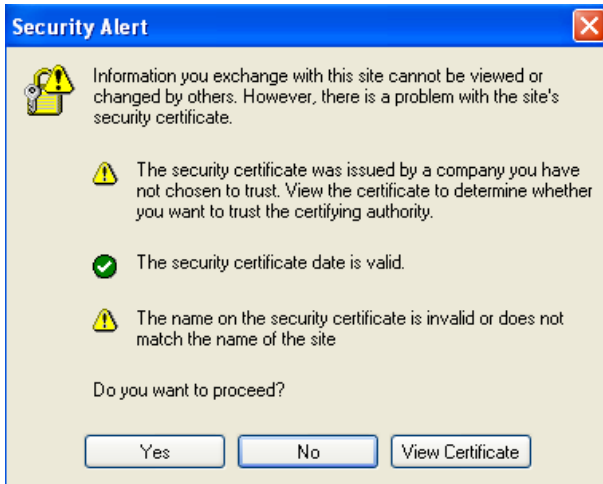 Security Alert
Information you exchange with this site cannot be viewed or
changed by others. However, there is a problem with the site's
security certificate.
The security certificate was issued by a company you have
not chosen to trust. View the certificate to determine whether
you want to trust the certifying authority.
The security certificate date is valid.
The name on the security certificate is invalid or does not
match the name of the site
Do you want to proceed?
Yes
No
View Certificate